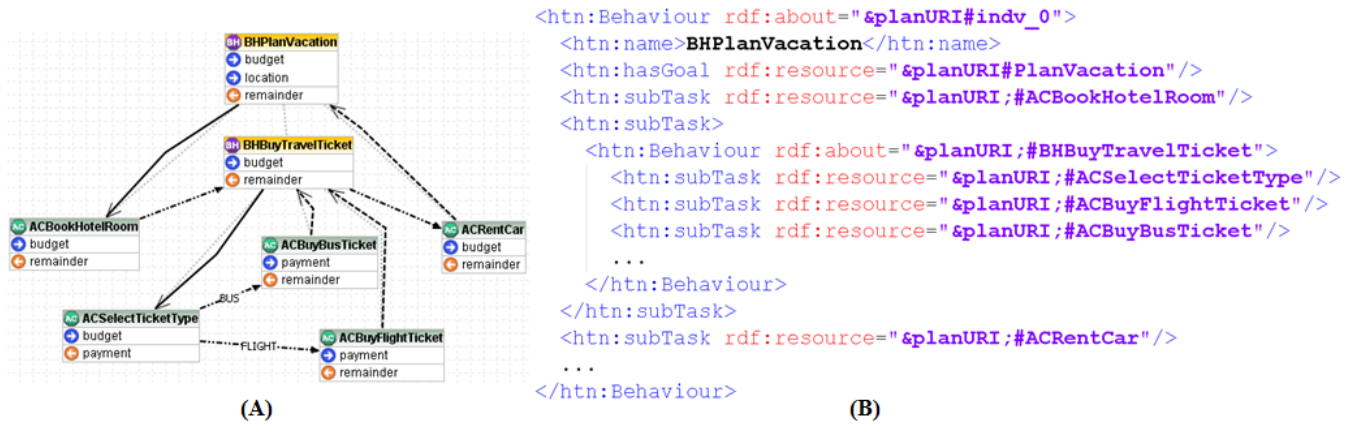 BH BHPlanVacation
budget
location
remainder
BH BHBuyTravelTicket
budget
remainder
AC ACBookHotelRoom
budget
remainder
AC ACBuyBusTicket
payment
remainder
AC ACRentCar
budget
remainder
BUS
AC ACSelectTicketType
budget
payment
FLIGHT
AC ACBuyFlightTicket
payment
remainder
(A)
<htn:Behaviour rdf:about="&planURI#indv_0">
<htn:name>BHPlanVacation</htn:name>
<htn:hasGoal rdf:resource="&planURI#PlanVacation"/>
<htn:subTask rdf:resource="&planURI;#ACBookHotelRoom"/>
<htn:subTask>
<htn:Behaviour rdf:about="&planURI;#BHBuyTravelTicket">
<htn:subTask rdf:resource="&planURI;#ACSelectTicketType"/>
<htn:subTask rdf:resource="&planURI;#ACBuyFlightTicket"/>
<htn:subTask rdf:resource="&planURI;#ACBuyBusTicket"/>
...
</htn:Behaviour>
</htn:subTask>
<htn:subTask rdf:resource="&planURI;#ACRentCar"/>
...
</htn:Behaviour>
(B)